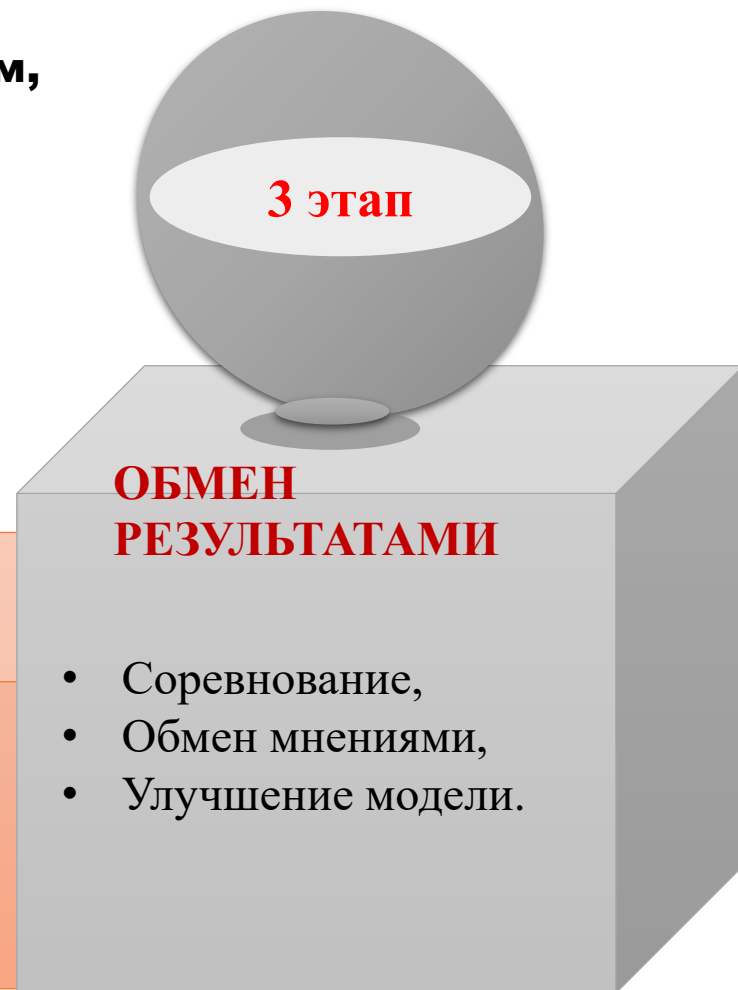 м,
3 этап
ОБМЕН
РЕЗУЛЬТАТАМИ
• Соревнование,
• Обмен мнениями,
• Улучшение модели.